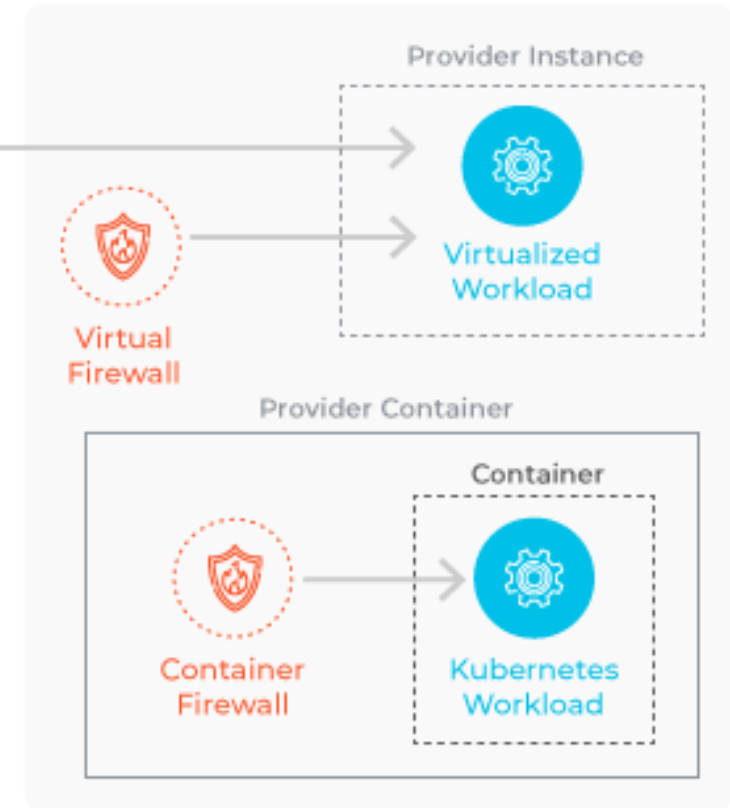 Provider Instance
Virtualized
Workload
Virtual
Firewall
Provider Container
Container
Container
Firewall
Kubernetes
Workload